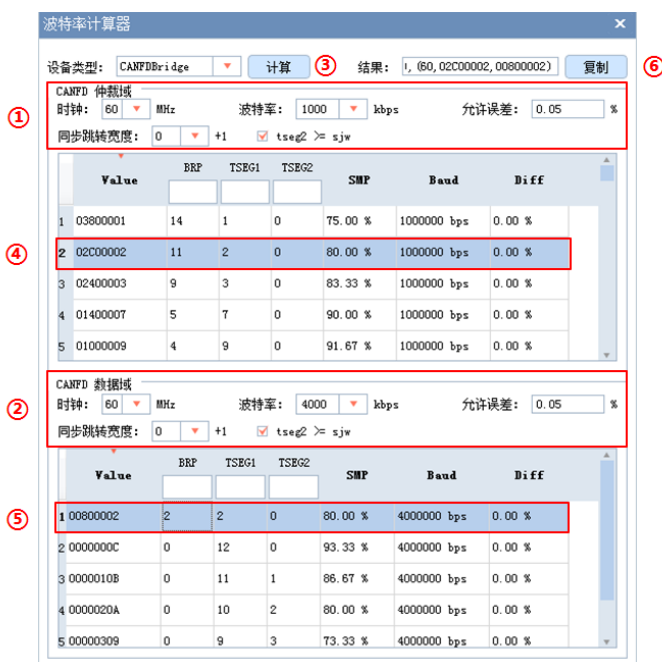 波特率计算器 ×
设备类型: CANFDBridge 计算 ③ 结果: , (60,02C00002,00800002) 复制 ⑥
CANFD 仲裁域
① 时钟: 60 MHz 波特率: 1000 kbps 允许误差: 0.05 %
同步跳转宽度: 0 +1 tseg2 >= sjw
Value BRP TSEG1 TSEG2 SMP Baud Diff
1 03800001 14 1 0 75.00 % 1000000 bps 0.00 %
④ 2 02C00002 11 2 0 80.00 % 1000000 bps 0.00 %
3 02400003 9 3 0 83.33 % 1000000 bps 0.00 %
4 01400007 5 7 0 90.00 % 1000000 bps 0.00 %
5 01000009 4 9 0 91.67 % 1000000 bps 0.00 %
CANFD 数据域
② 时钟: 60 MHz 波特率: 4000 kbps 允许误差: 0.05 %
同步跳转宽度: 0 +1 tseg2 >= sjw
Value BRP TSEG1 TSEG2 SMP Baud Diff
⑤ 1 00800002 2 2 0 80.00 % 4000000 bps 0.00 %
2 0000000C 0 12 0 93.33 % 4000000 bps 0.00 %
3 0000010B 0 11 1 86.67 % 4000000 bps 0.00 %
4 0000020A 0 10 2 80.00 % 4000000 bps 0.00 %
5 00000309 0 9 3 73.33 % 4000000 bps 0.00 %